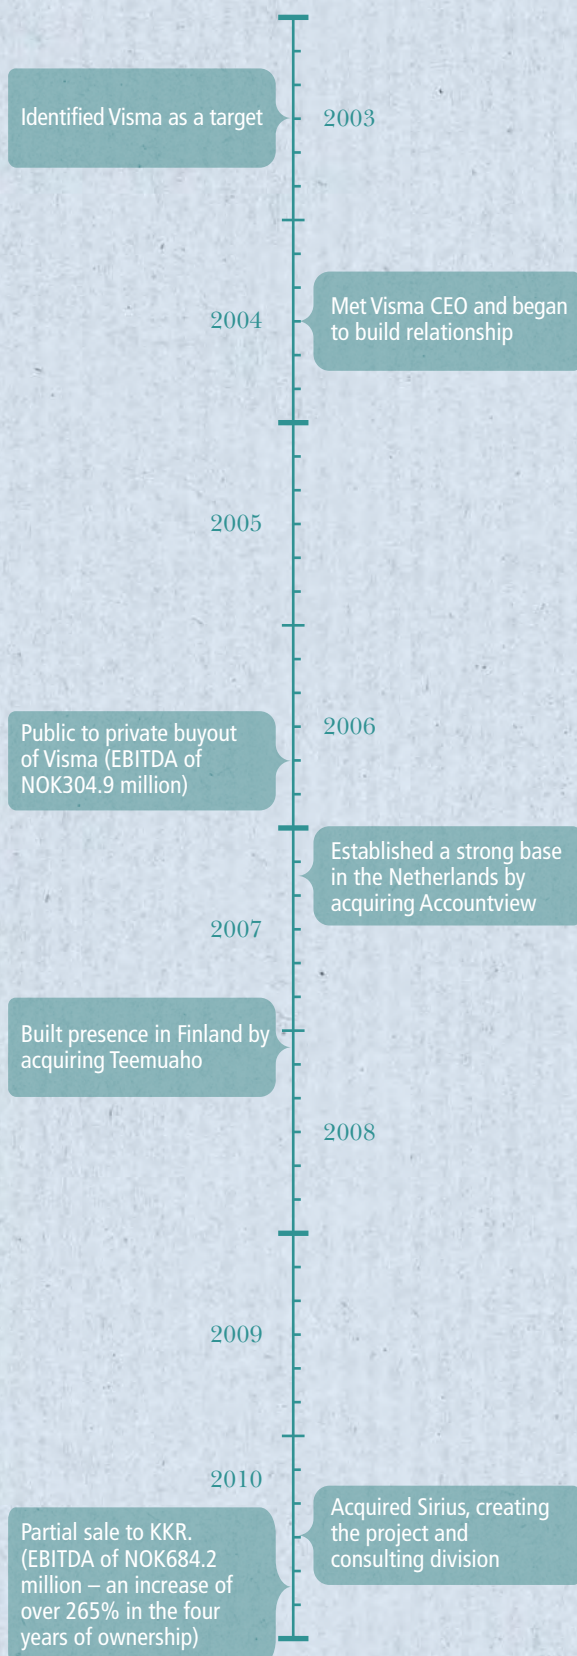 Identified Visma as a target
2003
2004
Met Visma CEO and began
to build relationship
2005
Public to private buyout
of Visma (EBITDA of
NOK304.9 million)
2006
Established a strong base
in the Netherlands by
acquiring Accountview
2007
Built presence in Finland by
acquiring Teemuaho
2008
2009
2010
Acquired Sirius, creating
the project and
consulting division
Partial sale to KKR.
(EBITDA of NOK684.2
million – an increase of
over 265% in the four
years of ownership)